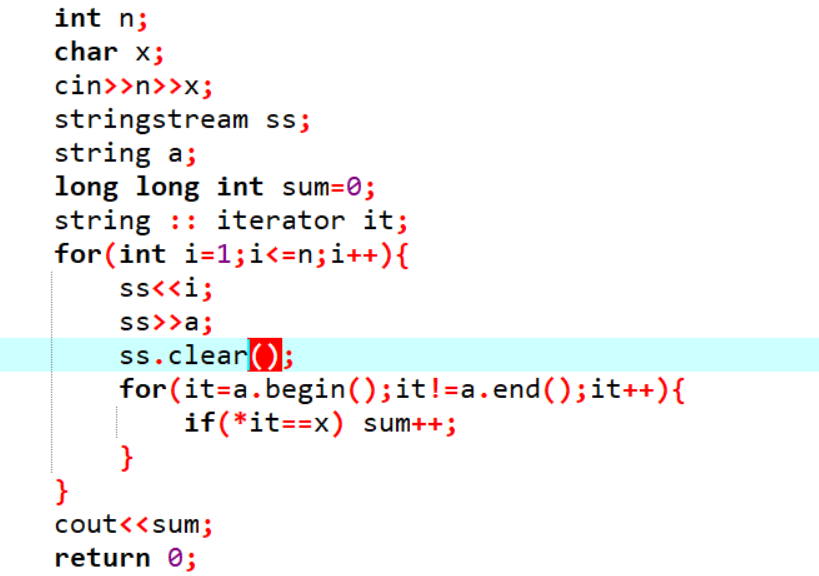 int n;
char x;
cin>>n>>x;
stringstream ss;
string a;
long long int sum=0;
string :: iterator it;
for(int i=1;i<=n;i++){
ss<<i;
ss>>a;
ss.clear();
for(it=a.begin();it!=a.end();it++){
if(*it==x) sum++;
}
}
cout<<sum;
return 0;